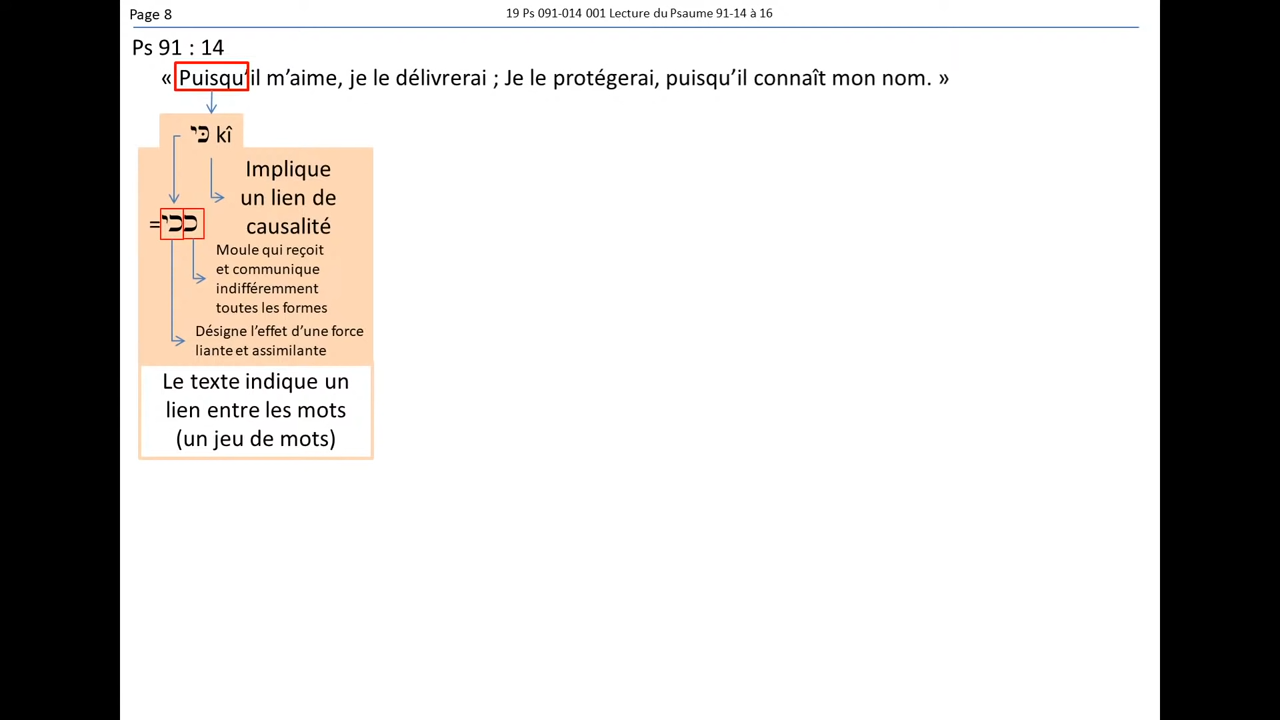 Page 8
19 Ps 091-014 001 Lecture du Psaume 91-14 à 16
Ps 91 : 14
« Puisqu’il m’aime, je le délivrerai ; Je le protégerai, puisqu’il connaît mon nom. »
כּי kî
Implique
un lien de
causalité
=ככי
Moule qui reçoit
et communique
indifféremment
toutes les formes
Désigne l’effet d’une force
liante et assimilante
Le texte indique un
lien entre les mots
(un jeu de mots)